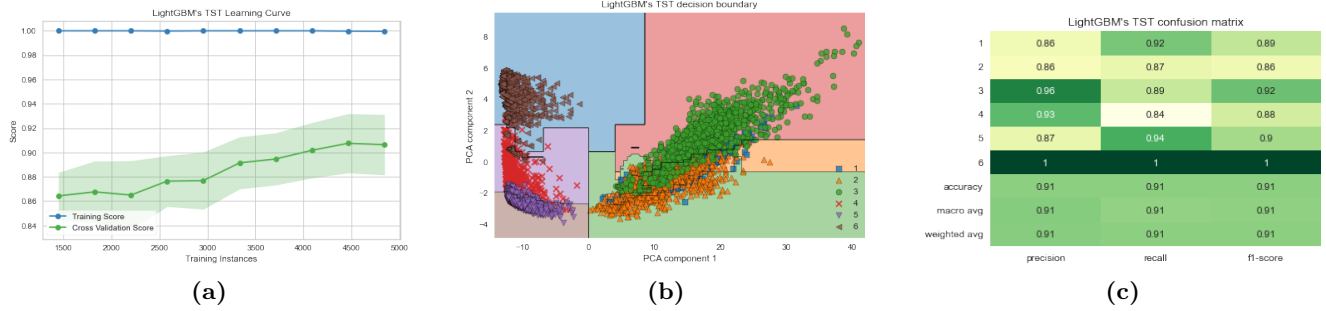 LightGBM's TST Learning Curve
1.00
0.98
0.96
0.94
0.92
0.90
0.88
0.86
0.84
Score
Training Score
Cross Validation Score
1500 2000 2500 3000 3500 4000 4500 5000
Training Instances
(a)
LightGBM's TST decision boundary
8
6
4
2
0
−2
−4
PCA component 2
1
2
3
4
5
6
−10 0 10 20 30 40
PCA component 1
(b)
LightGBM's TST confusion matrix
1 0.86 0.92 0.89
2 0.86 0.87 0.86
3 0.96 0.89 0.92
4 0.93 0.84 0.88
5 0.87 0.94 0.9
6 1 1 1
accuracy 0.91 0.91 0.91
macro avg 0.91 0.91 0.91
weighted avg 0.91 0.91 0.91
precision recall f1-score
(c)